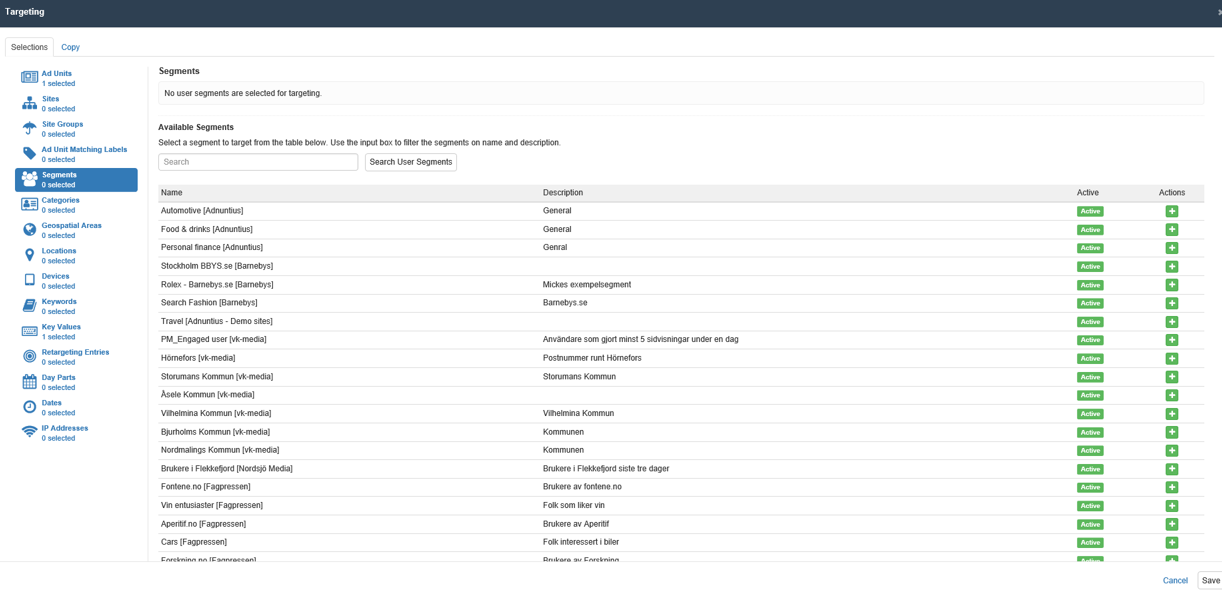 Targeting
Selections Copy
Ad Units
1 selected
Sites
0 selected
Site Groups
0 selected
Ad Unit Matching Labels
0 selected
Segments
0 selected
Categories
0 selected
Geospatial Areas
0 selected
Locations
0 selected
Devices
0 selected
Keywords
0 selected
Key Values
1 selected
Retargeting Entries
0 selected
Day Parts
0 selected
Dates
0 selected
IP Addresses
0 selected
Segments
No user segments are selected for targeting.
Available Segments
Select a segment to target from the table below. Use the input box to filter the segments on name and description.
Search Search User Segments
Name Description Active Actions
Automotive [Adnuntius] General Active
Food & drinks [Adnuntius] General Active
Personal finance [Adnuntius] Genral Active
Stockholm BBYS.se [Barnebys] Active
Rolex - Barnebys.se [Barnebys] Mickes exempelsegment Active
Search Fashion [Barnebys] Barnebys.se Active
Travel [Adnuntius - Demo sites] Active
PM_Engaged user [vk-media] Användare som gjort minst 5 sidvisningar under en dag Active
Hörnefors [vk-media] Postnummer runt Hörnefors Active
Storumans Kommun [vk-media] Storumans Kommun Active
Åsele Kommun [vk-media] Active
Vilhelmina Kommun [vk-media] Vilhelmina Kommun Active
Bjurholms Kommun [vk-media] Kommunen Active
Nordmalings Kommun [vk-media] Kommunen Active
Brukere i Flekkefjord [Nordsjö Media] Brukere i Flekkefjord siste tre dager Active
Fontene.no [Fagpressen] Brukere av fontene.no Active
Vin entusiaster [Fagpressen] Folk som liker vin Active
Aperitif.no [Fagpressen] Brukere av Aperitif Active
Cars [Fagpressen] Folk interessert i biler Active
Forskning.no [Fagpressen] Brukere av Forskning Active
Cancel Save